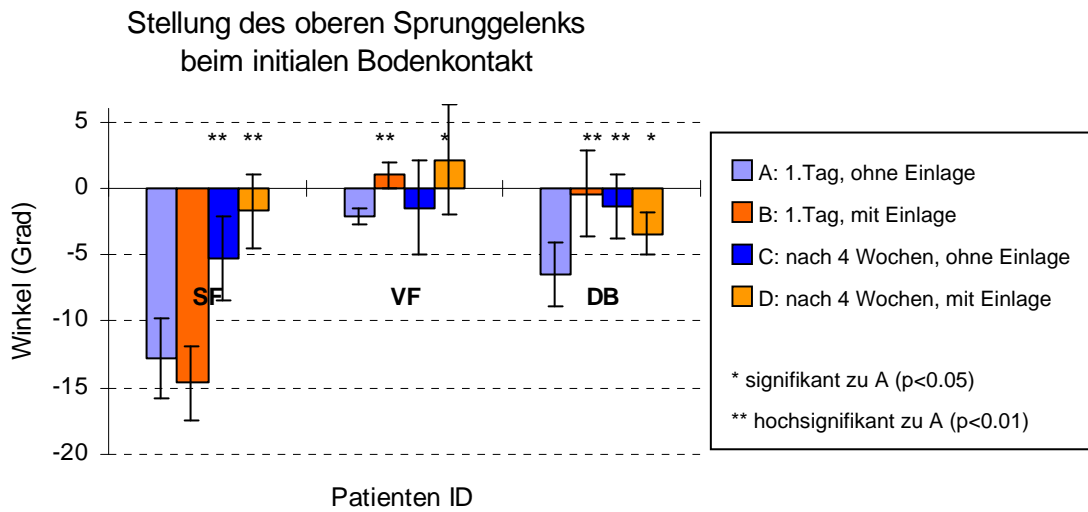 Stellung des oberen Sprunggelenks
beim initialen Bodenkontakt
Winkel (Grad)
5
0
-5
-10
-15
-20
** **
** *
** ** *
SF VF DB
Patienten ID
A: 1.Tag, ohne Einlage
B: 1.Tag, mit Einlage
C: nach 4 Wochen, ohne Einlage
D: nach 4 Wochen, mit Einlage
* signifikant zu A (p<0.05)
** hochsignifikant zu A (p<0.01)